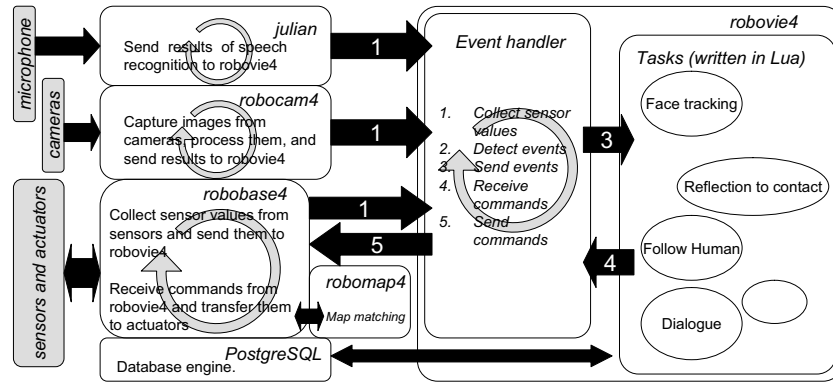 microphone
julian
Send results of speech
recognition to robovie4
1
cameras
robocam4
Capture images from
cameras, process them, and
send results to robovie4
1
sensors and actuators
robobase4
Collect sensor values from
sensors and send them to
robovie4
Receive commands from
robovie4 and transfer them
to actuators
1
5
robomap4
Map matching
PostgreSQL
Database engine.
robovie4
Event handler
1. Collect sensor
values
2. Detect events
3. Send events
4. Receive
commands
5. Send
commands
3
4
Tasks (written in Lua)
Face tracking
Reflection to contact
Follow Human
Dialogue